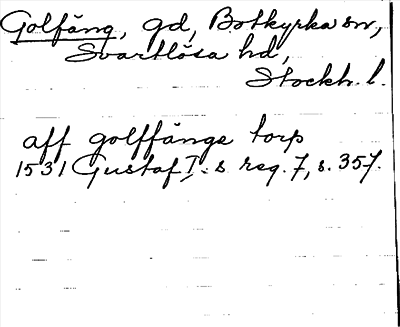 Golfäng, gd, Botkyrka sn,
Svartlösa hd,
Stockh. l.
aff golffänge torp
1531 Gustaf I:s reg. 7, s. 357.